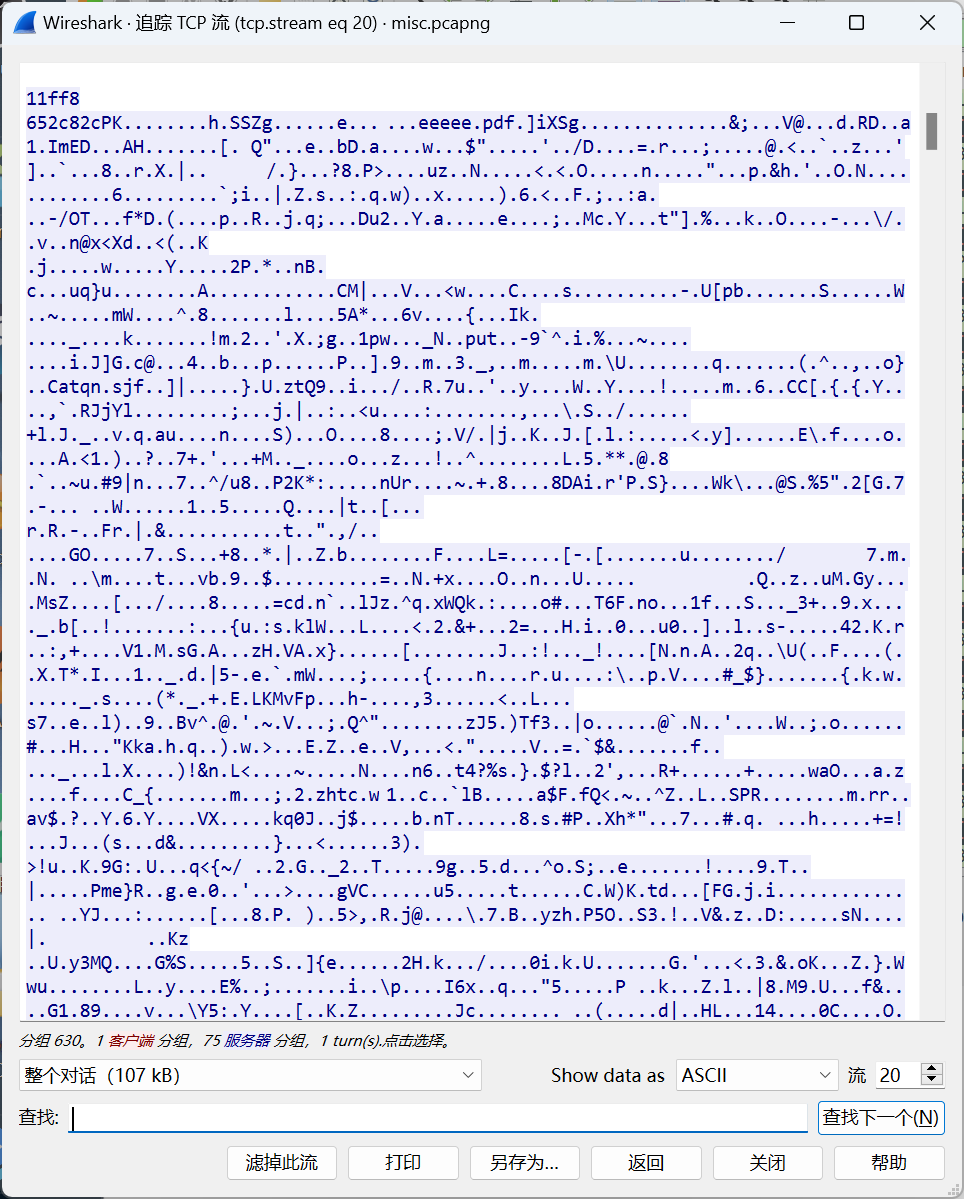 Wireshark · 追踪 TCP 流 (tcp.stream eq 20) · misc.pcapng
11ff8
652c82cPK........h.SSZg......e... ...eeeee.pdf.]iXSg.............&;...V@...d.RD..a
1.ImED...AH.......[. Q"...e..bD.a....w...$".....'../D....=.r...;.....@.<..`..z...'
]..`...8..r.X.|..      /.}...?8.P>....uz..N.....<.<.O.....n....."...p.&h.'..O.N....
..........6.........`;i..|.Z.s..:.q.w)..x.....).6.<..F.;..:a.
..-/OT...f*D.(....p..R..j.q;...Du2..Y.a.....e....;..Mc.Y...t"].%...k..O....-...\/.
.v..n@x<Xd..<(..K
.j.....w.....Y.....2P.*..nB.
c...uq}u........A............CM|...V...<w....C....s..........-.U[pb.......S......W
..~.....mW....^.8.......l....5A*...6v....{...Ik.
...._....k.......!m.2..'.X.;g..1pw..._N..put..-9`^.i.%...~....
....i.J]G.c@...4..b...p......P..].9..m..3._,..m.....m.\U........q.......(.^..,..o}
..Catqn.sjf..]|.....}.U.ztQ9..i.../..R.7u..'..y....W..Y....!.....m..6..CC[.{.{.Y..
..,`.RJjYl.........;...j.|..:..<u....:........,...\.S../......
+l.J._..v.q.au....n....S)...O....8....;.V/.|j..K..J.[.l.:.....<.y]......E\.f....o.
...A.<1.)..?..7+.'...+M.._....o...z...!..^........L.5.**.@.8
.`..~u.#9|n...7..^/u8..P2K*:.....nUr....~.+.8....8DAi.r'P.S}....Wk\...@S.%5".2[G.7
.-... ..W......1..5.....Q....|t..[...
r.R.-..Fr.|.&..........t..".,/..
....GO.....7..S...+8..*.|..Z.b........F....L=.....[-.[.......u......../        7.m.
.N. ..\m....t...vb.9..$..........=..N.+x....O..n...U.....           .Q..z..uM.Gy...
.MsZ....[.../....8.....=cd.n`..lJz.^q.xWQk.:....o#...T6F.no...1f...S..._3+..9.x...
._.b[..!.......:...{u.:s.klW...L....<.2.&+...2=...H.i..0...u0..]..l..s-.....42.K.r
..:,+....V1.M.sG.A...zH.VA.x}......[........J..:!..._!....[N.n.A..2q..\U(..F....(.
.X.T*.I...1.._.d.|5-.e.`.mW....;.....{....n....r.u....:\..p.V....#_$}.......{.k.w.
....._.s....(*._.+.E.LKMvFp...h-....,3......<..L...
s7..e..l)..9..Bv^.@.'.~.V...;.Q^"........zJ5.)Tf3..|o......@`.N..'....W..;.o......
#...H..."Kka.h.q..).w.>...E.Z..e..V,...<.".....V..=.`$&.......f..
..._...l.X....)!&n.L<....~.....N....n6..t4?%s.}.$?l..2',...R+......+.....waO...a.z
....f....C_{.......m...;.2.zhtc.w 1..c..`lB.....a$F.fQ<.~..^Z..L..SPR........m.rr..
av$.?..Y.6.Y....VX.....kq0J..j$.....b.nT......8.s.#P..Xh*"...7...#.q. ...h.....+=!
...J...(s...d&.........}...<......3).
>!u..K.9G:.U...q<{~/ ..2.G.._2..T.....9g..5.d...^o.S;..e.......!....9.T..
|.....Pme}R..g.e.0..'...>....gVC......u5.....t......C.W)K.td...[FG.j.i............
.. ..YJ...:......[...8.P. )..5>,.R.j@....\.7.B..yzh.P5O..S3.!..V&.z..D:.....sN....
|.           ..Kz
..U.y3MQ....G%S.....5..S..]{e......2H.k.../....0i.k.U.......G.'...<.3.&.oK...Z.}.W
wu........L..y....E%..;.......i..\p....I6x..q..."5.....P ..k...Z.l..|8.M9.U...f&..
..G1.89....v...\Y5:.Y....[..K.Z.........Jc........ ..(.....d|..HL...14....0C....O.
分组 630。1 客户端 分组，75 服务器 分组，1 turn(s).点击选择。
整个对话（107 kB） Show data as ASCII 流 20
查找: 查找下一个(N)
滤掉此流 打印 另存为… 返回 关闭 帮助